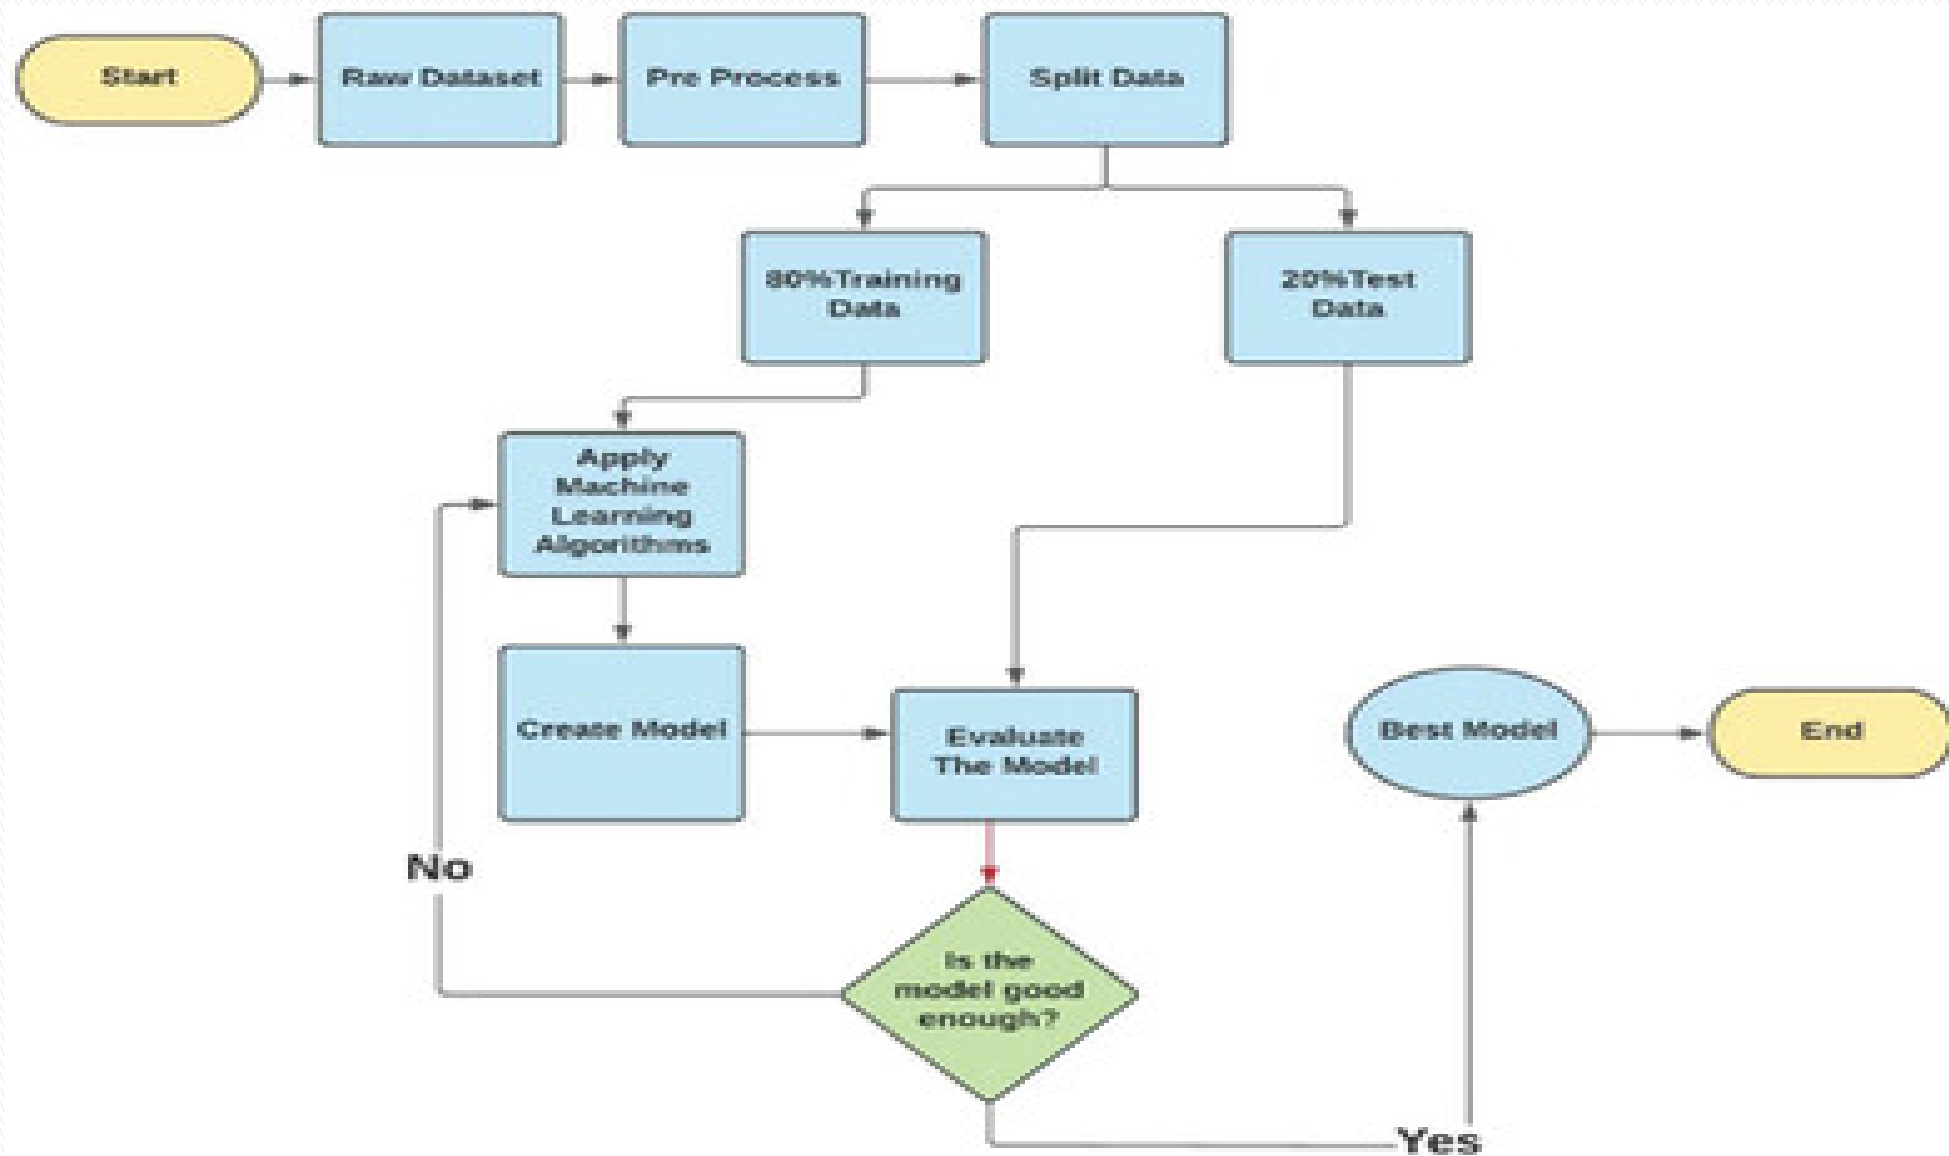 Start
Raw Dataset
Pre Process
Split Data
80%Training
Data
20%Test
Data
Apply
Machine
Learning
Algorithms
Create Model
Evaluate
The Model
Best Model
End
No
Is the
model good
enough?
Yes